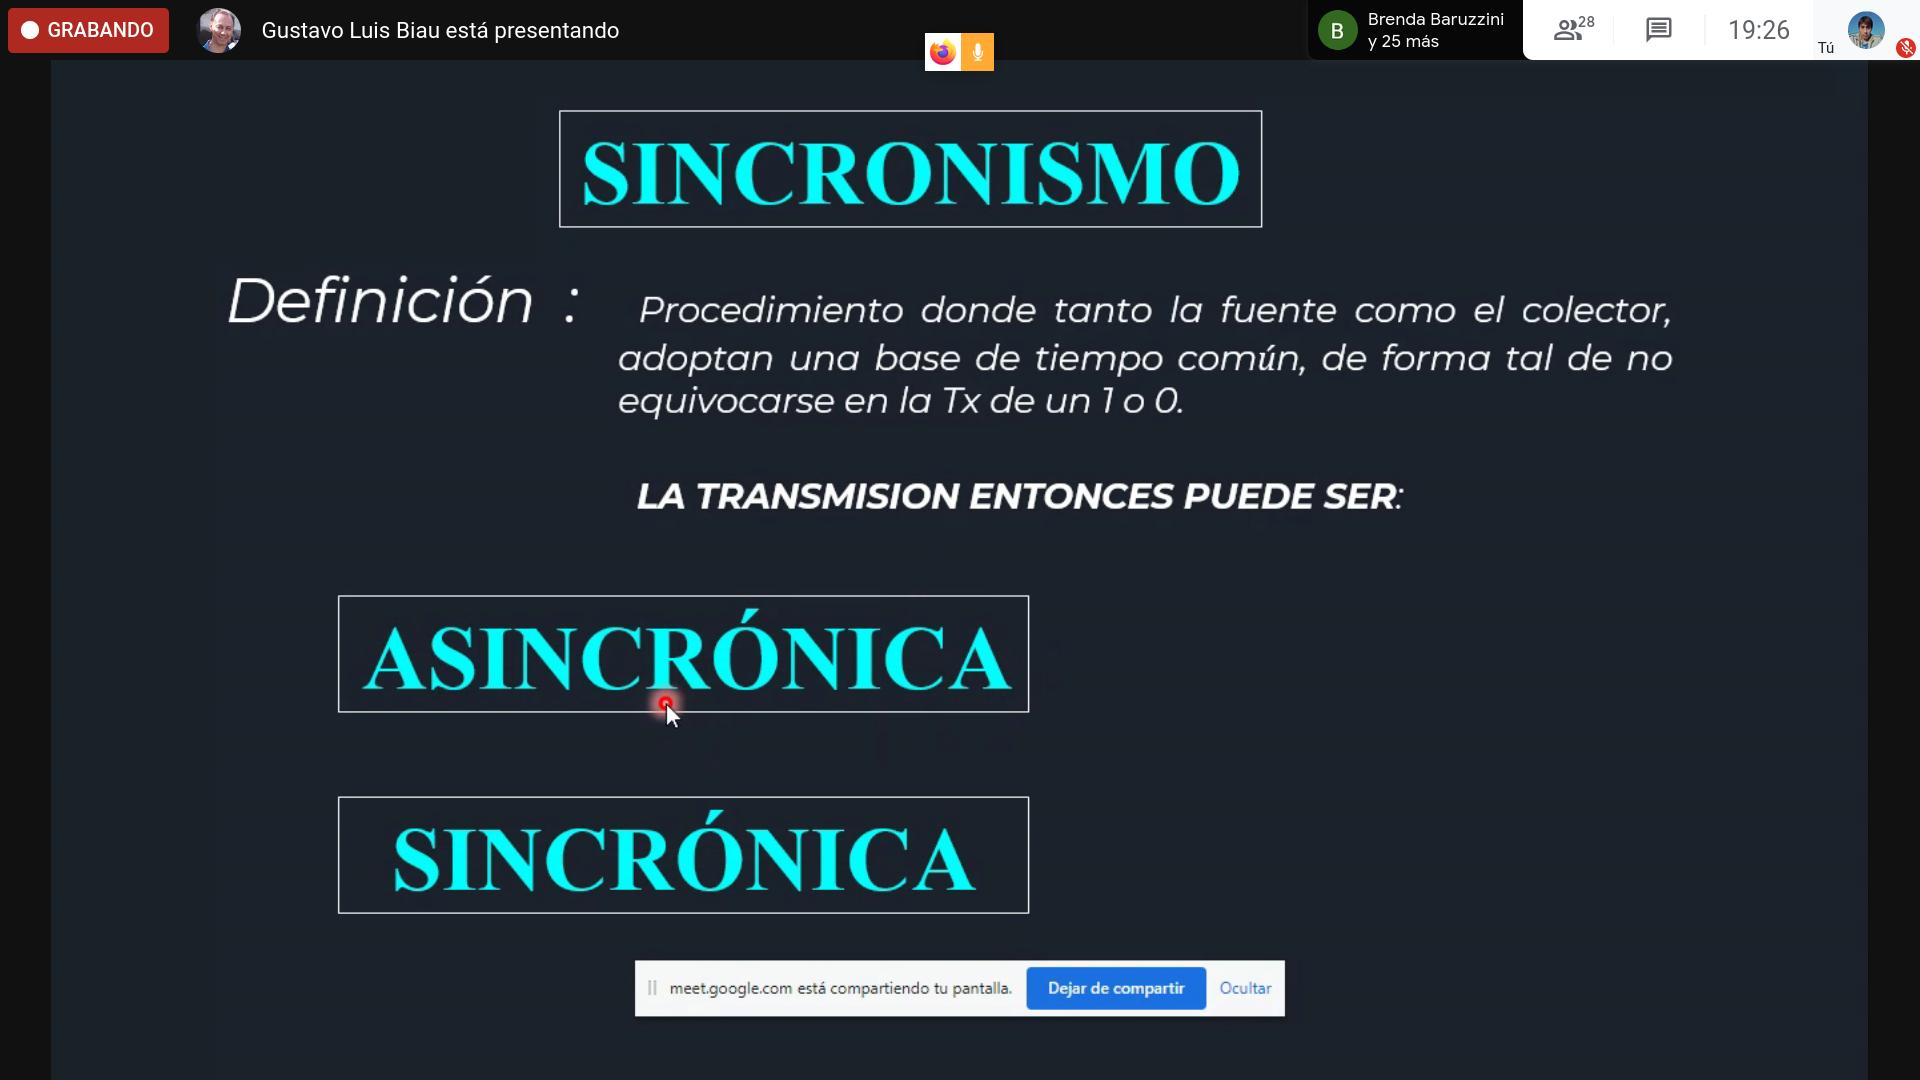 GRABANDO
Gustavo Luis Biau está presentando
B
Brenda Baruzzini
y 25 más
28
19:26
Tú
SINCRONISMO
Definición : Procedimiento donde tanto la fuente como el colector,
adoptan una base de tiempo común, de forma tal de no
equivocarse en la Tx de un 1 o 0.
LA TRANSMISION ENTONCES PUEDE SER:
ASINCRÓNICA
SINCRÓNICA
meet.google.com está compartiendo tu pantalla. Dejar de compartir Ocultar